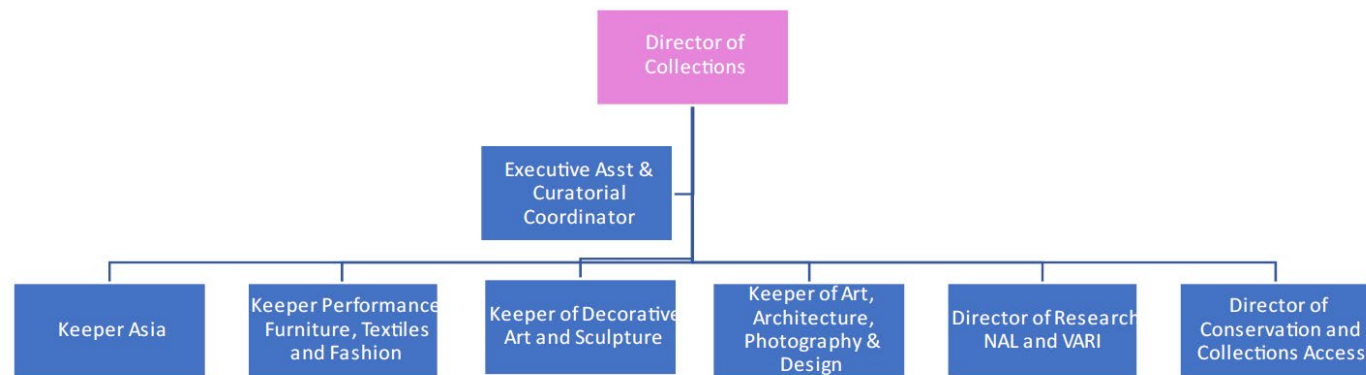 Director of
Collections
Executive Asst &
Curatorial
Coordinator
Keeper Asia
Keeper Performance
Furniture, Textiles
and Fashion
Keeper of Decorative
Art and Sculpture
Keeper of Art,
Architecture,
Photography &
Design
Director of Research
NAL and VARI
Director of
Conservation and
Collections Access